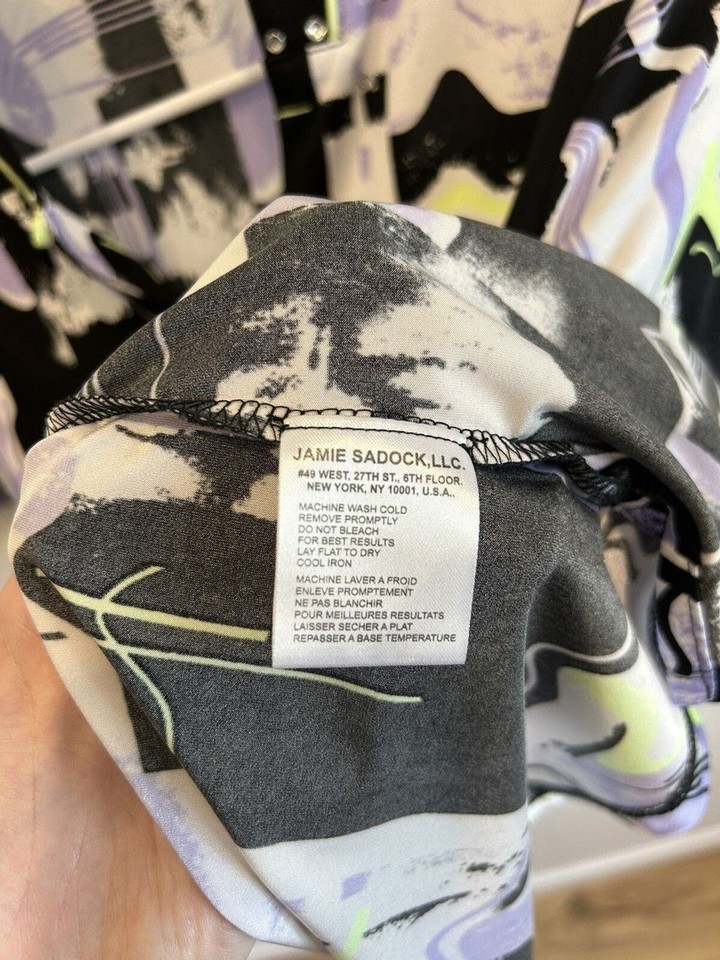 JAMIE SADOCK,LLC.
#49 WEST, 27TH ST., 6TH FLOOR.
NEW YORK, NY 10001, U.S.A..
MACHINE WASH COLD
REMOVE PROMPTLY
DO NOT BLEACH
FOR BEST RESULTS
LAY FLAT TO DRY
COOL IRON
MACHINE LAVER A FROID
ENLEVE PROMPTEMENT
NE PAS BLANCHIR
POUR MEILLEURES RESULTATS
LAISSER SECHER A PLAT
REPASSER A BASE TEMPERATURE